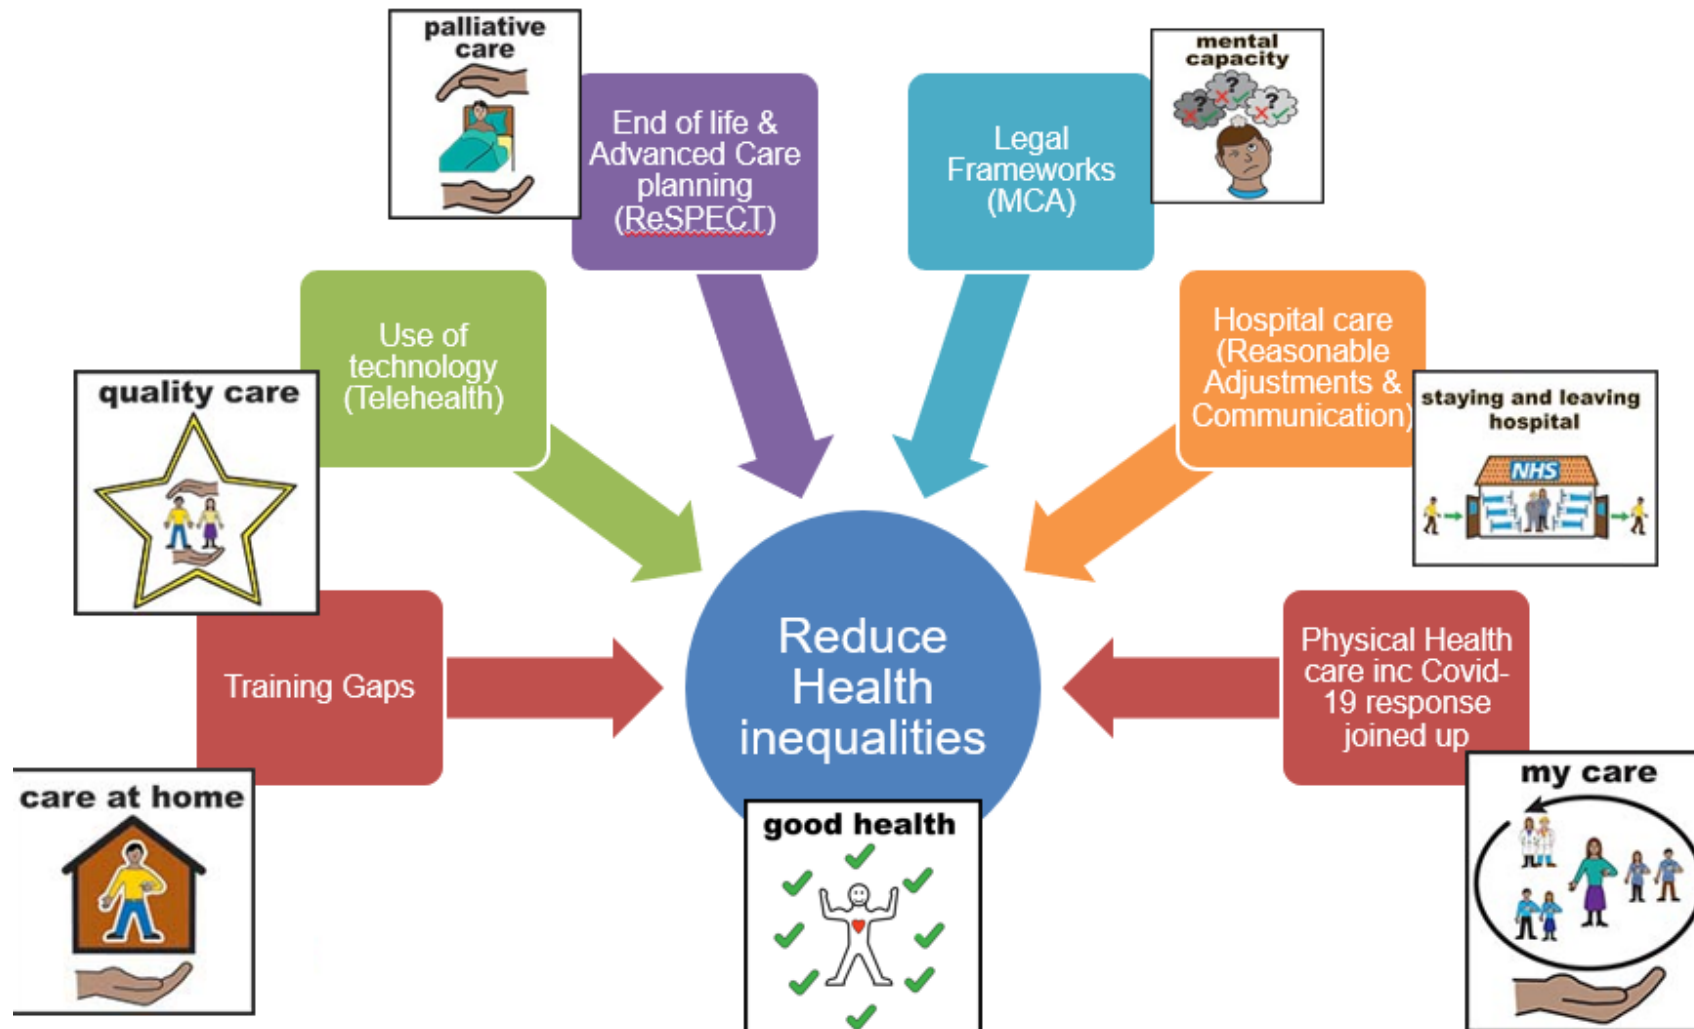 palliative
care
End of life &
Advanced Care
planning
(ReSPECT)
Legal
Frameworks
(MCA)
mental
capacity
?
?
?
Use of
technology
(Telehealth)
Hospital care
(Reasonable
Adjustments &
Communication)
quality care
staying and leaving
hospital
NHS
Training Gaps
Reduce
Health
inequalities
Physical Health
care inc Covid-
19 response
joined up
care at home
good health
my care